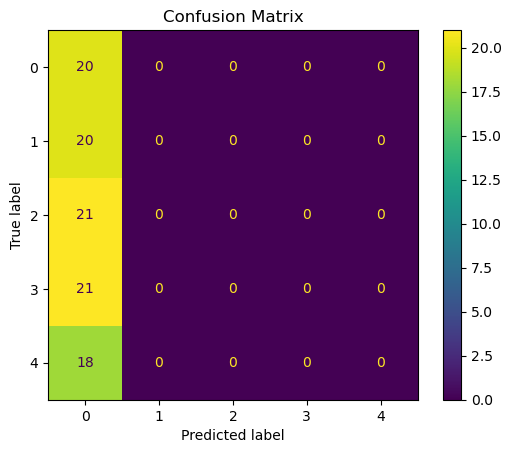 Confusion Matrix
True label
0 20 0 0 0 0
1 20 0 0 0 0
2 21 0 0 0 0
3 21 0 0 0 0
4 18 0 0 0 0
0 1 2 3 4
Predicted label
20.0
17.5
15.0
12.5
10.0
7.5
5.0
2.5
0.0